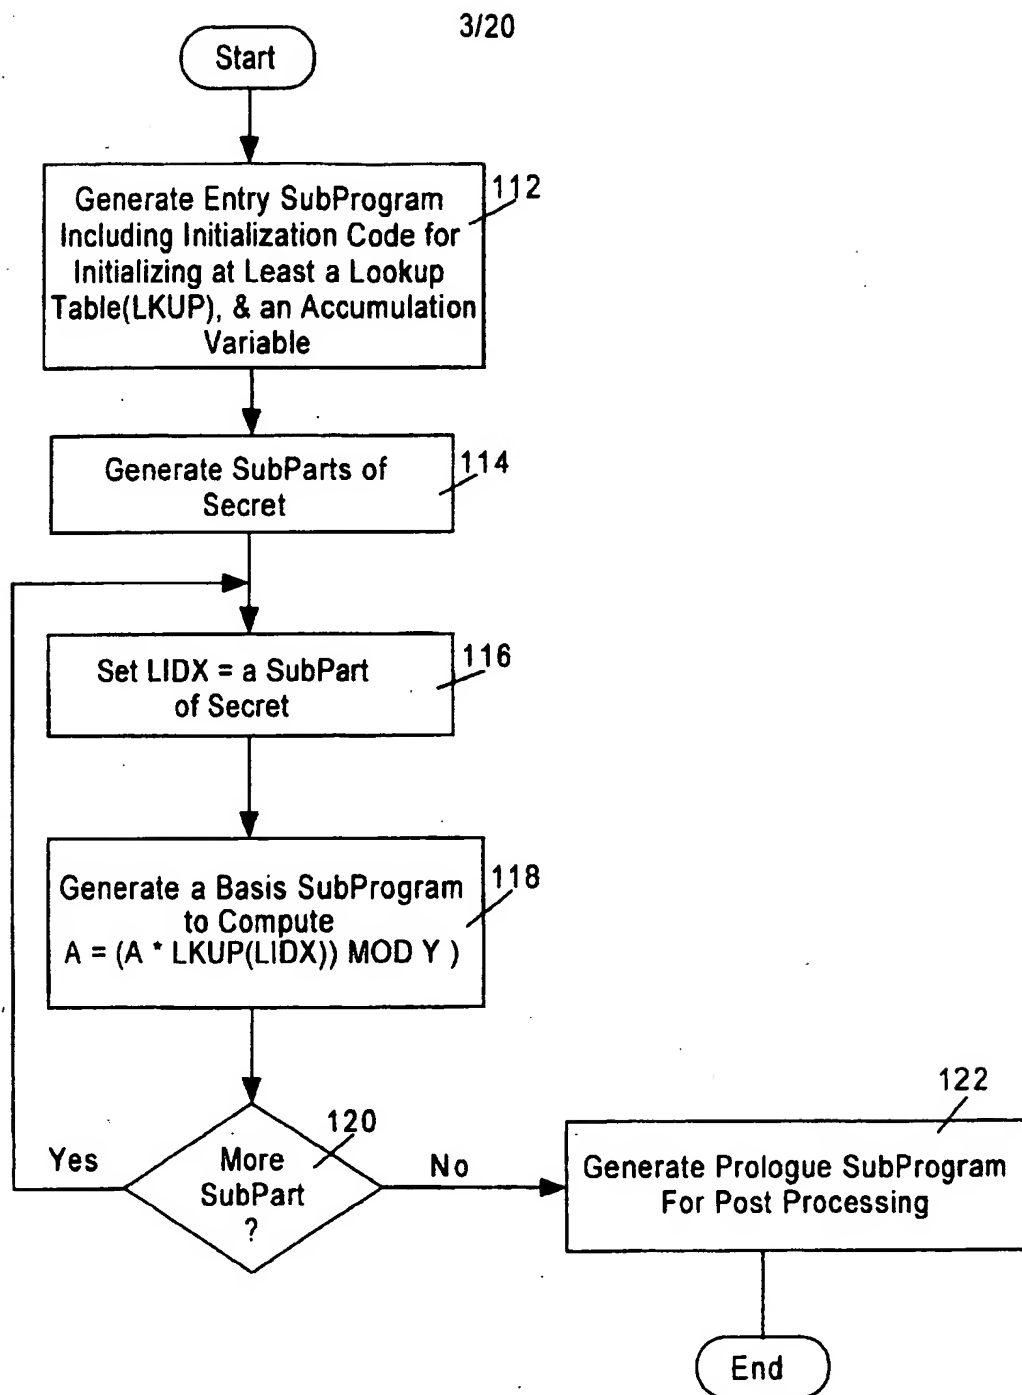 3/20
Start
Generate Entry SubProgram
Including Initialization Code for
Initializing at Least a Lookup
Table(LKUP), & an Accumulation
Variable
112
Generate SubParts of
Secret
114
Set LIDX = a SubPart
of Secret
116
Generate a Basis SubProgram
to Compute
A = (A * LKUP(LIDX)) MOD Y )
118
More
SubPart
?
120
Yes
No
Generate Prologue SubProgram
For Post Processing
122
End